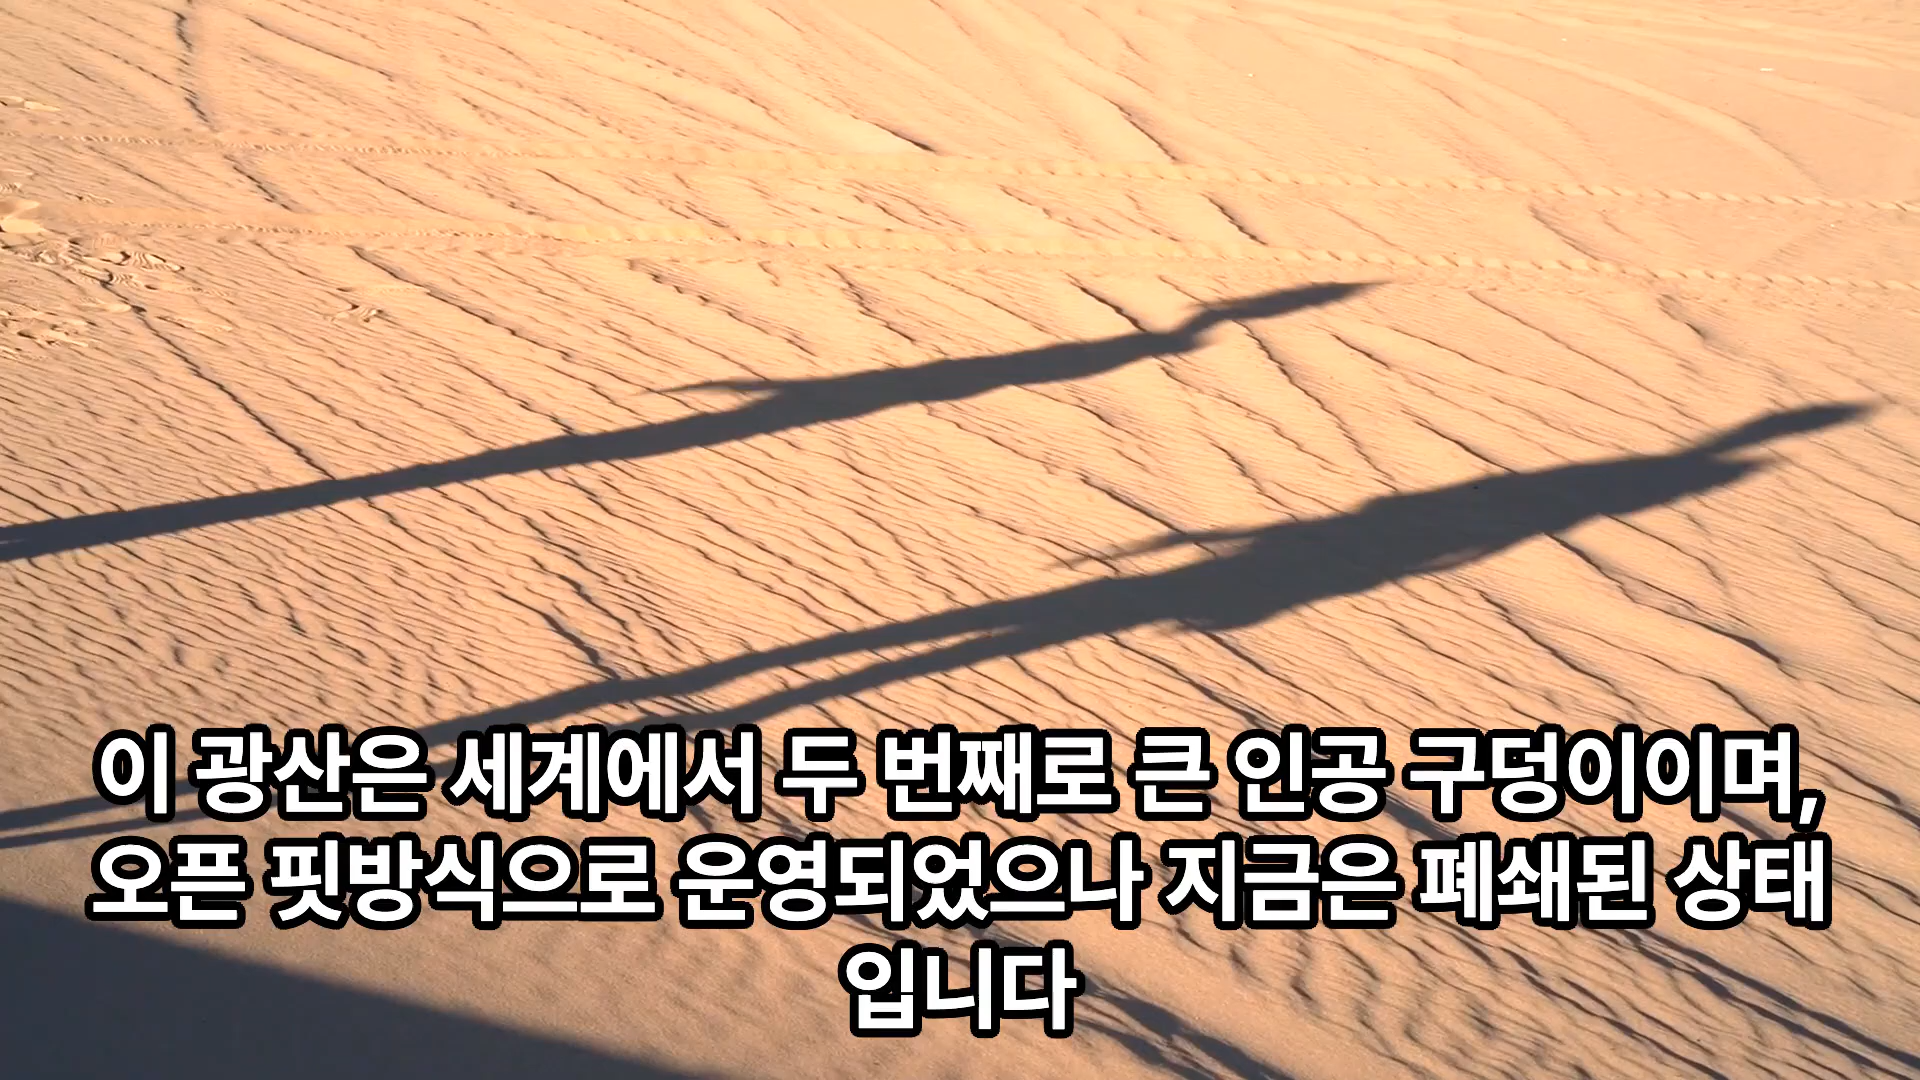 이 광산은 세계에서 두 번째로 큰 인공 구덩이이며,
오픈 핏방식으로 운영되었으나 지금은 폐쇄된 상태
입니다